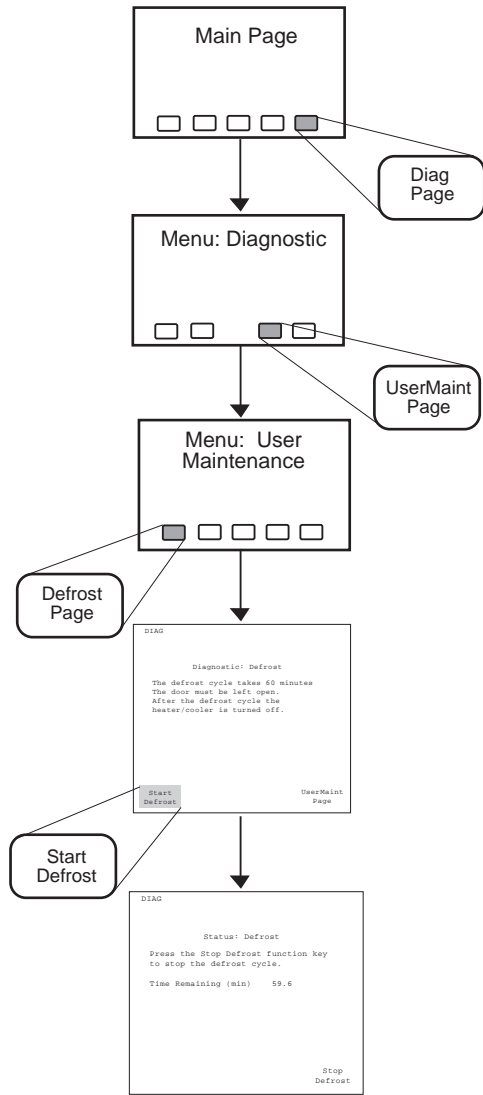 Main Page
Diag
Page
Menu: Diagnostic
UserMaint
Page
Menu: User
Maintenance
Defrost
Page
DIAG
Diagnostic: Defrost
The defrost cycle takes 60 minutes
The door must be left open.
After the defrost cycle the
heater/cooler is turned off.
Start
Defrost
UserMaint
Page
Start
Defrost
DIAG
Status: Defrost
Press the Stop Defrost function key
to stop the defrost cycle.
Time Remaining (min) 59.6
Stop
Defrost